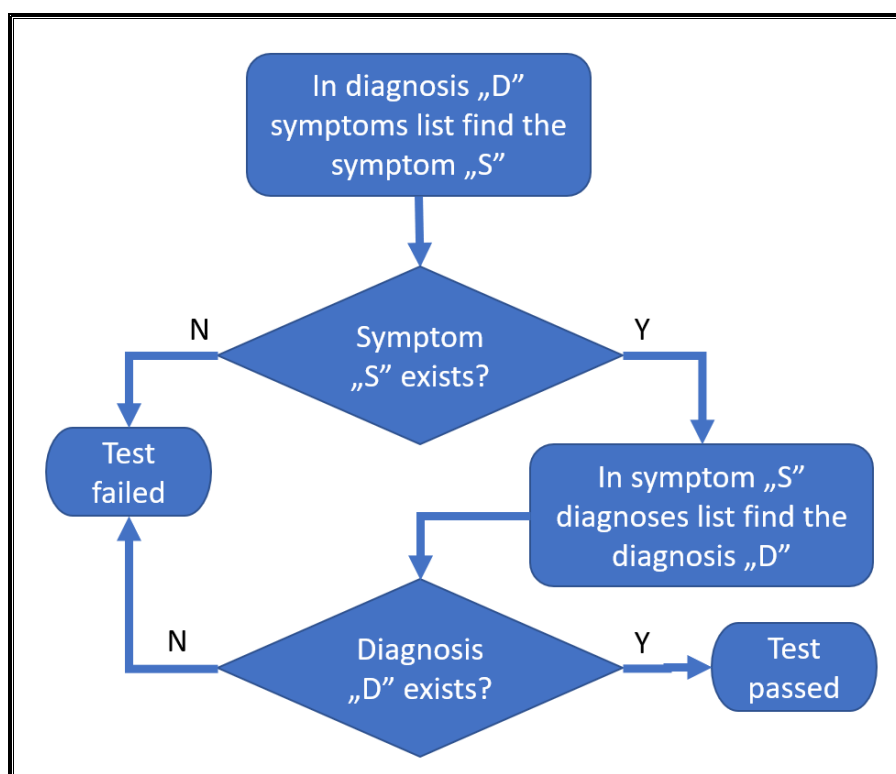 In diagnosis „D”
symptoms list find the
symptom „S”
N
Y
Symptom
„S” exists?
Test
failed
In symptom „S”
diagnoses list find the
diagnosis „D”
N
Y
Diagnosis
„D” exists?
Test
passed